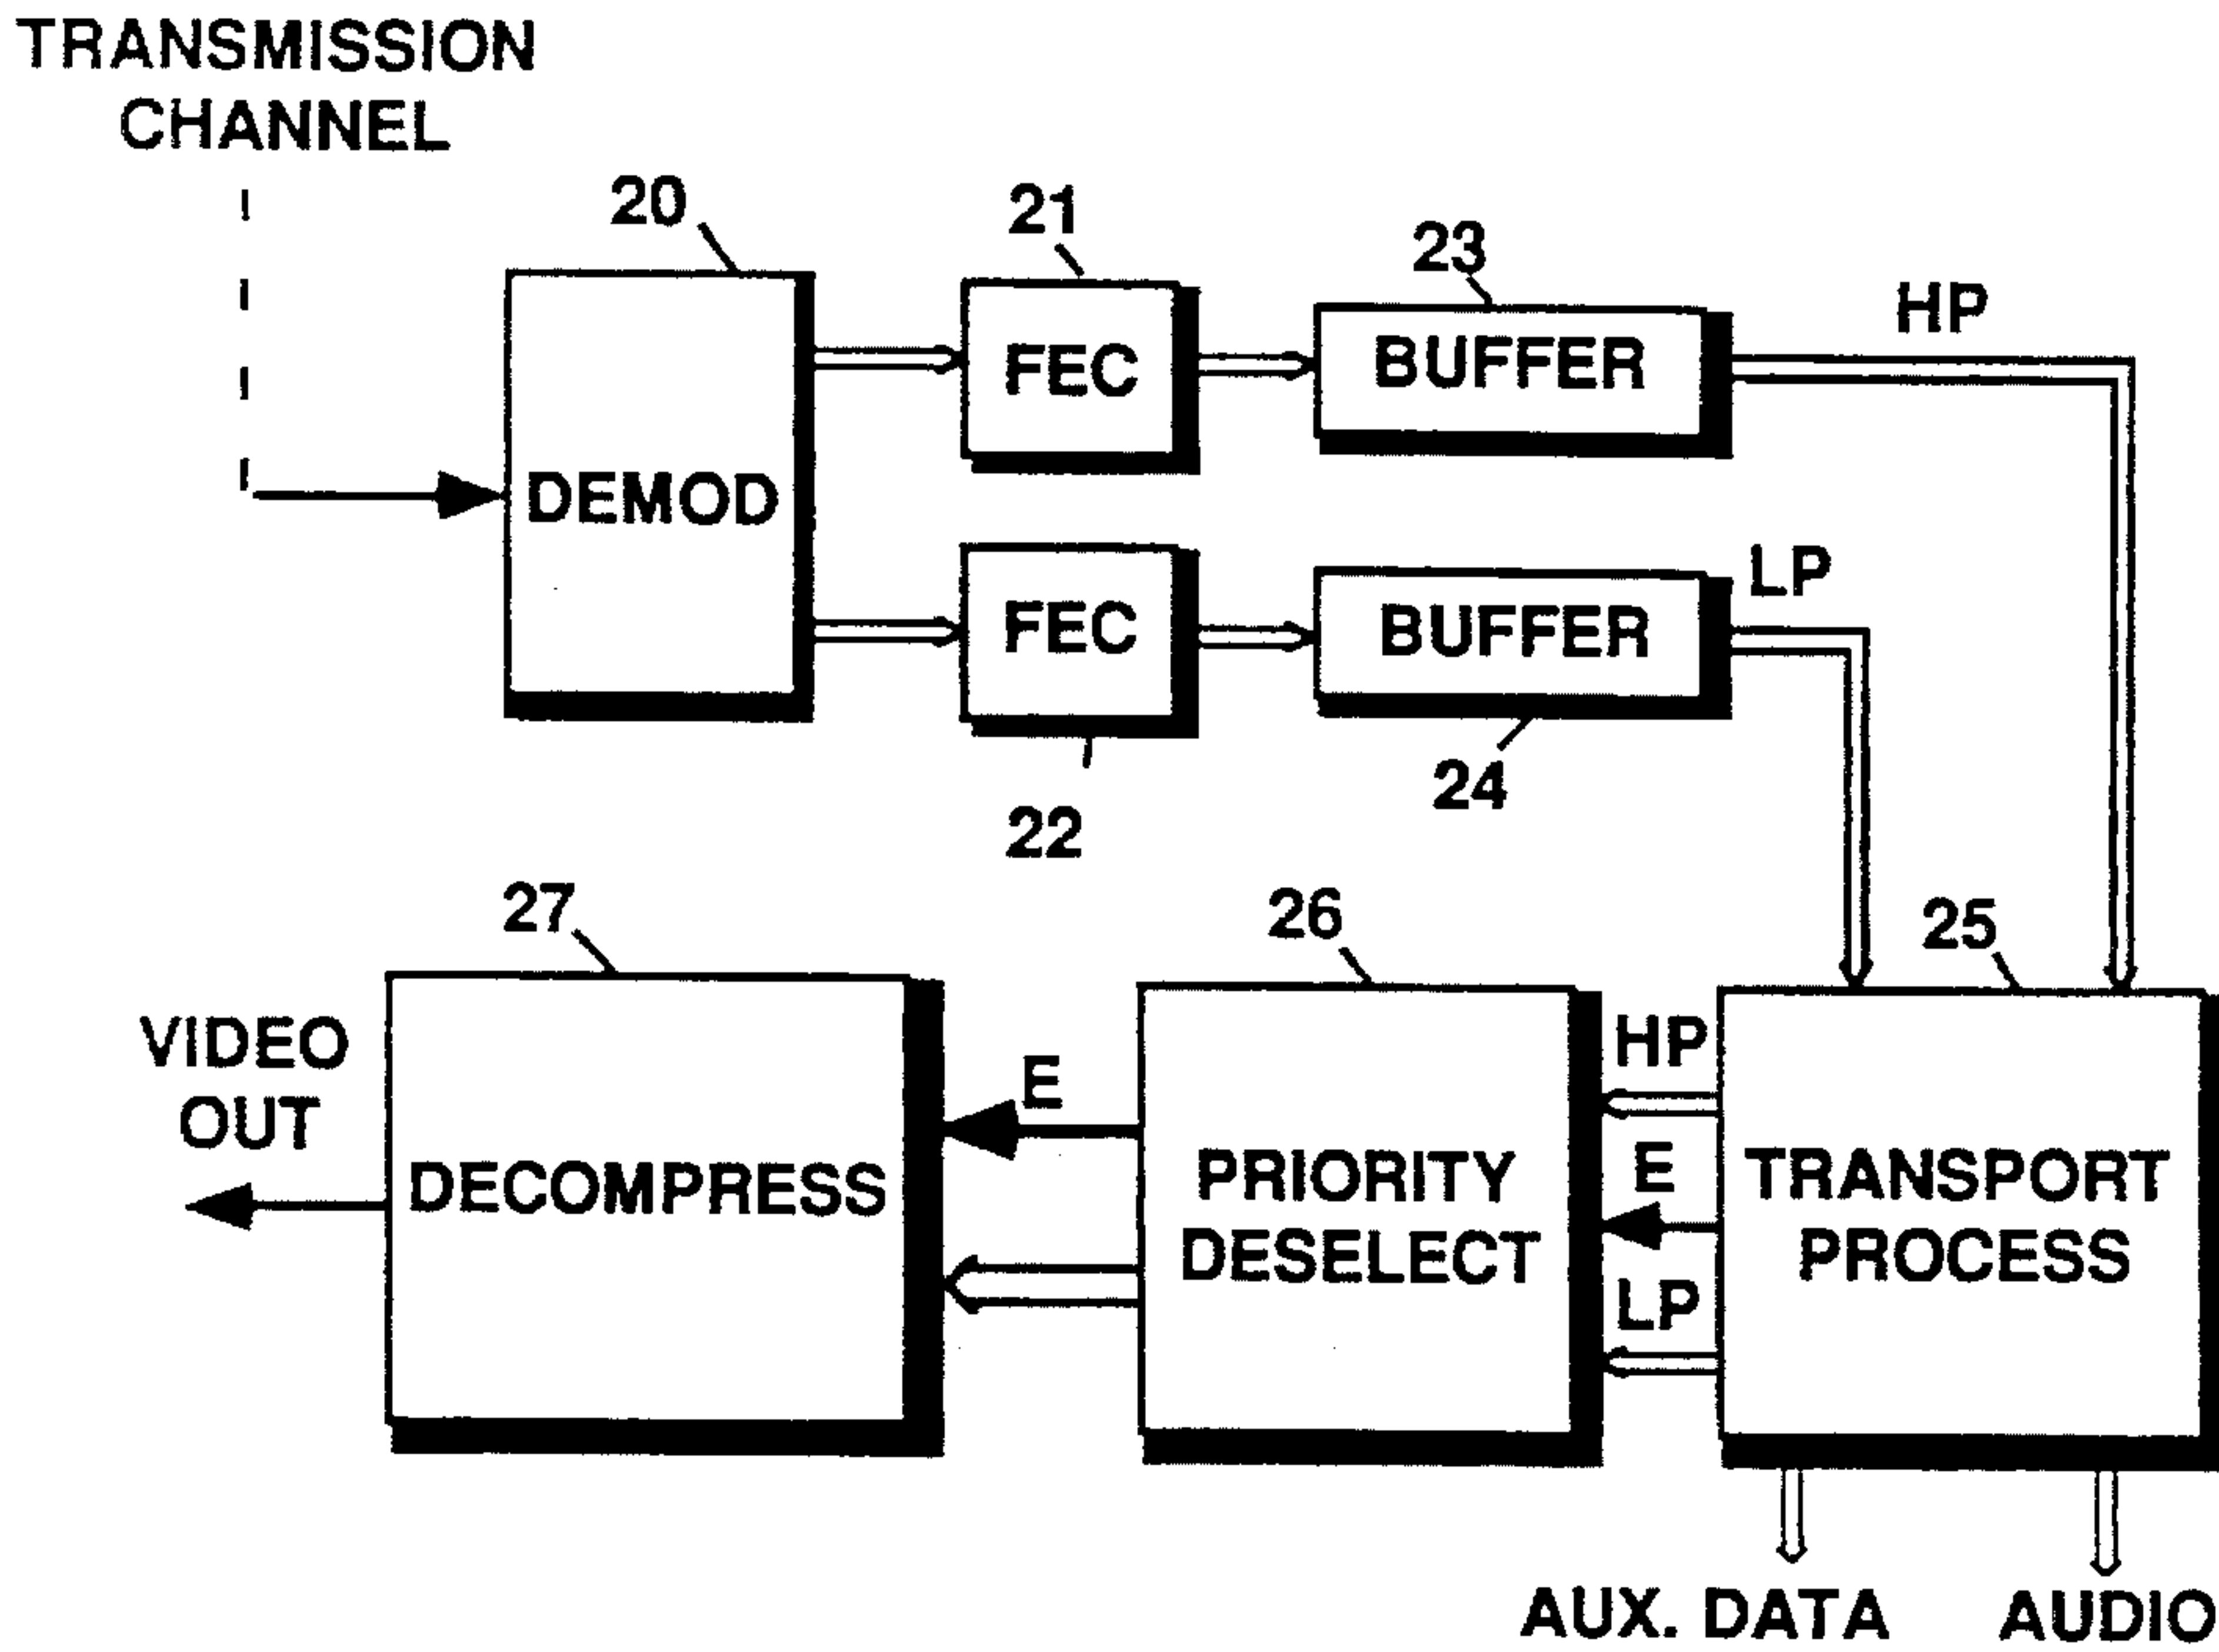 TRANSMISSION
CHANNEL
20
21
23
HP
DEMOD
FEC
BUFFER
LP
FEC
BUFFER
22
24
27
26
25
VIDEO
OUT
DECOMPRESS
E
PRIORITY
DESELECT
HP
E
LP
TRANSPORT
PROCESS
AUX. DATA
AUDIO